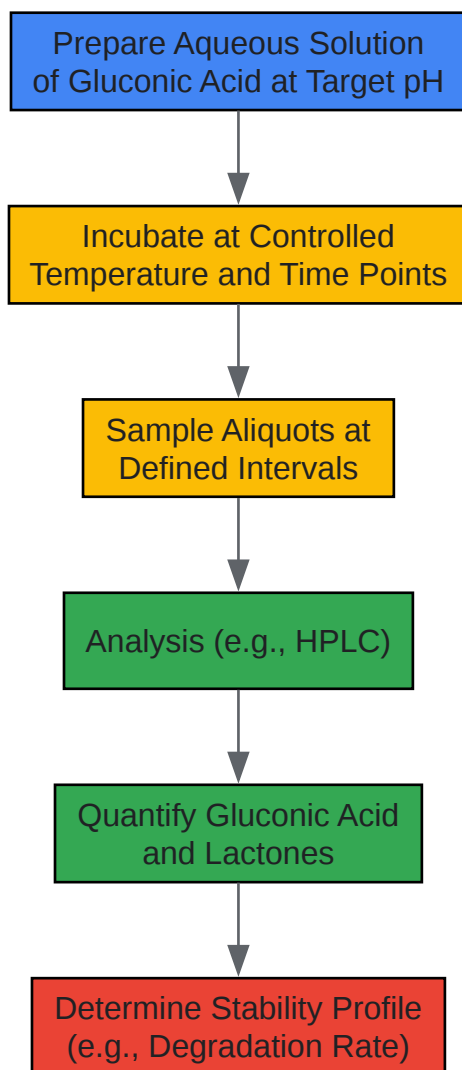 Prepare Aqueous Solution
of Gluconic Acid at Target pH
Incubate at Controlled
Temperature and Time Points
Sample Aliquots at
Defined Intervals
Analysis (e.g., HPLC)
Quantify Gluconic Acid
and Lactones
Determine Stability Profile
(e.g., Degradation Rate)